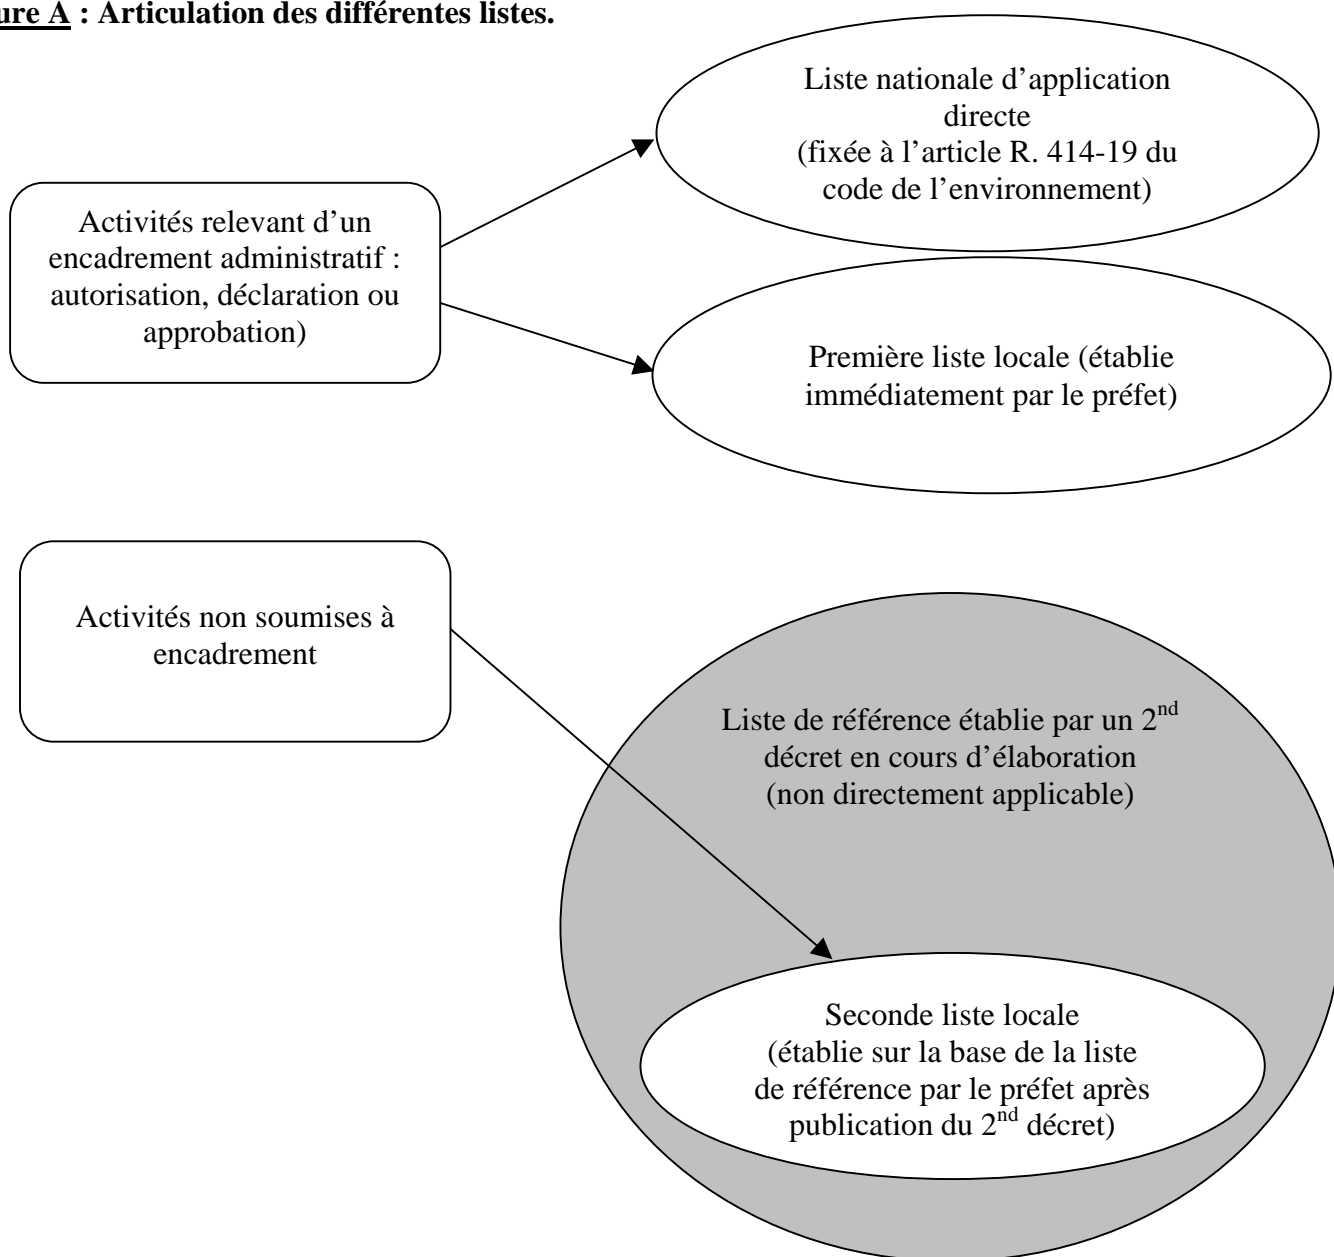 ure A : Articulation des différentes listes.
Liste nationale d’application
directe
(fixée à l’article R. 414-19 du
code de l’environnement)
Activités relevant d’un
encadrement administratif :
autorisation, déclaration ou
approbation)
Première liste locale (établie
immédiatement par le préfet)
Activités non soumises à
encadrement
Liste de référence établie par un 2nd
décret en cours d’élaboration
(non directement applicable)
Seconde liste locale
(établie sur la base de la liste
de référence par le préfet après
publication du 2nd décret)